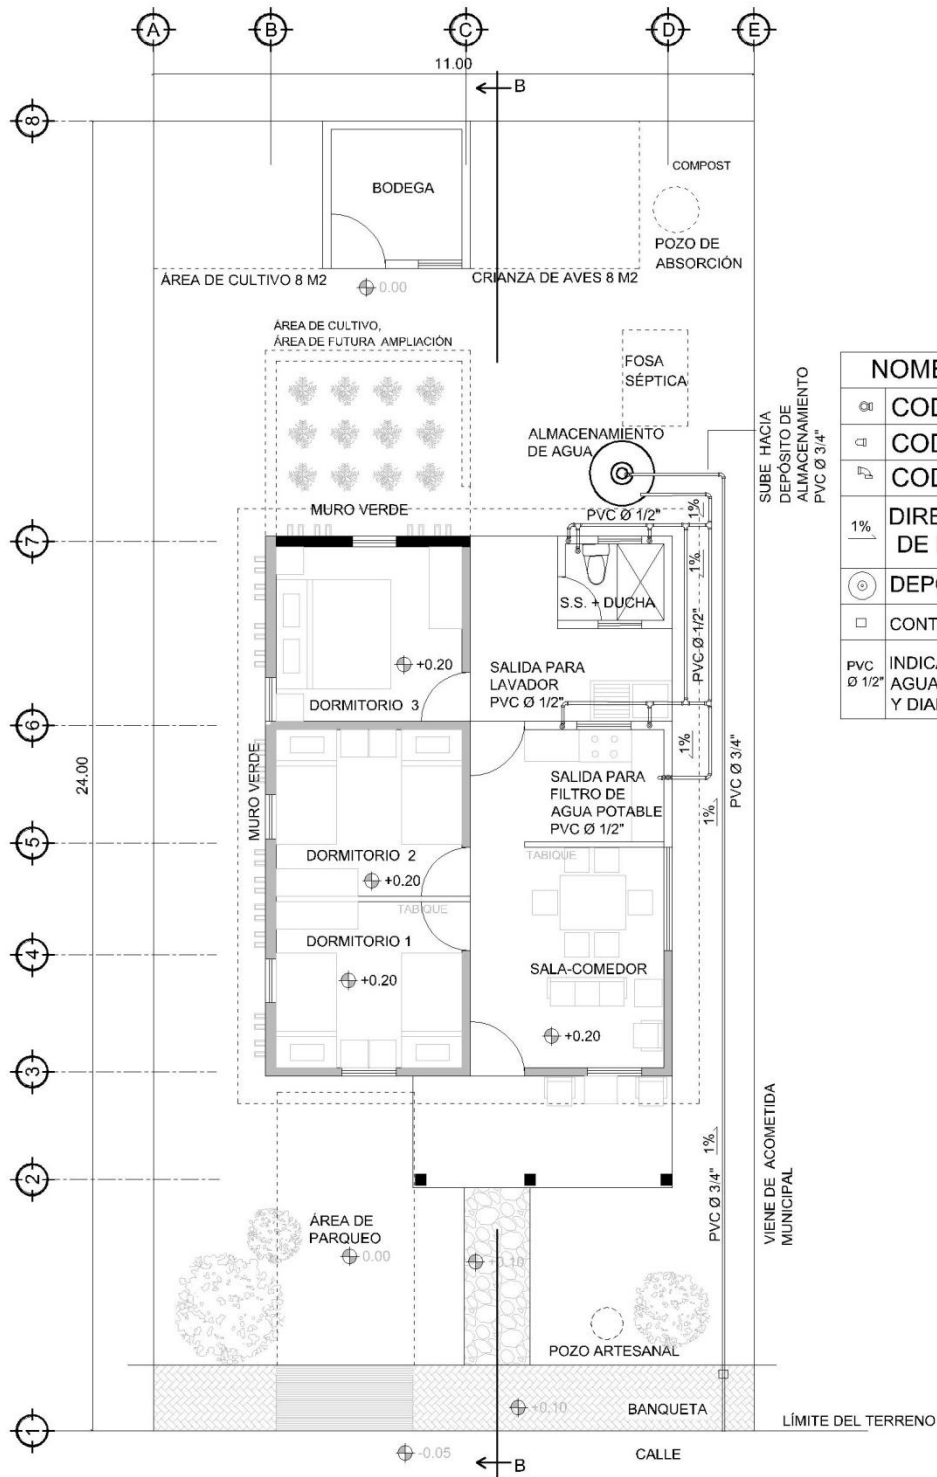 A
B
C
D
E
11.00
B
8
COMPOST
BODEGA
POZO DE
ABSORCIÓN
ÁREA DE CULTIVO 8 M2
CRIANZA DE AVES 8 M2
0.00
ÁREA DE CULTIVO,
ÁREA DE FUTURA AMPLIACIÓN
FOSA
SÉPTICA
ALMACENAMIENTO
DE AGUA
SUBE HACIA
DEPÓSITO DE
ALMACENAMIENTO
PVC Ø 3/4"
MURO VERDE
PVC Ø 1/2"
1%
7
1%
S.S. + DUCHA
PVC Ø 1/2"
+0.20
SALIDA PARA
LAVADOR
PVC Ø 1/2"
DORMITORIO 3
6
1%
MURO VERDE
24.00
SALIDA PARA
FILTRO DE
AGUA POTABLE
PVC Ø 1/2"
PVC Ø 3/4"
1%
5
DORMITORIO 2
TABIQUE
+0.20
TABIQUE
DORMITORIO 1
4
SALA-COMEDOR
+0.20
+0.20
3
1%
PVC Ø 3/4"
VIENE DE ACOMETIDA
MUNICIPAL
2
ÁREA DE
PARQUEO
0.00
+0.10
POZO ARTESANAL
+0.10
BANQUETA
1
LÍMITE DEL TERRENO
-0.05
CALLE
B
NOME
COD
COD
COD
1%
DIRE
DE
DEPÓ
CONT
PVC
Ø 1/2"
INDICA
AGUA
Y DIA